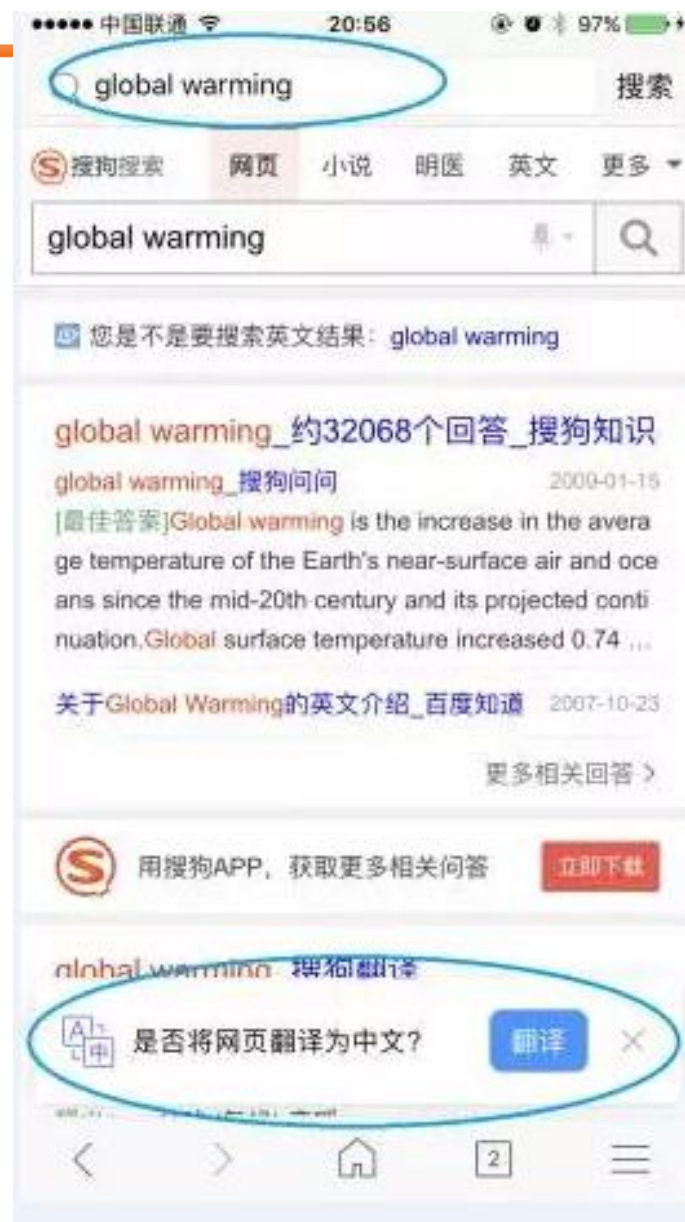 中国联通 20:56 97%
global warming 搜索
S搜狗搜索 网页 小说 明医 英文 更多
global warming
您是不是要搜索英文结果：global warming
global warming_约32068个回答_搜狗知识
global warming_搜狗问问 2009-01-15
[最佳答案]Global warming is the increase in the avera
ge temperature of the Earth's near-surface air and oce
ans since the mid-20th century and its projected conti
nuation.Global surface temperature increased 0.74 ...
关于Global Warming的英文介绍_百度知道 2007-10-23
更多相关回答 >
S 用搜狗APP，获取更多相关问答 立即下载
global warming_搜狗翻译
A中 是否将网页翻译为中文？ 翻译
2